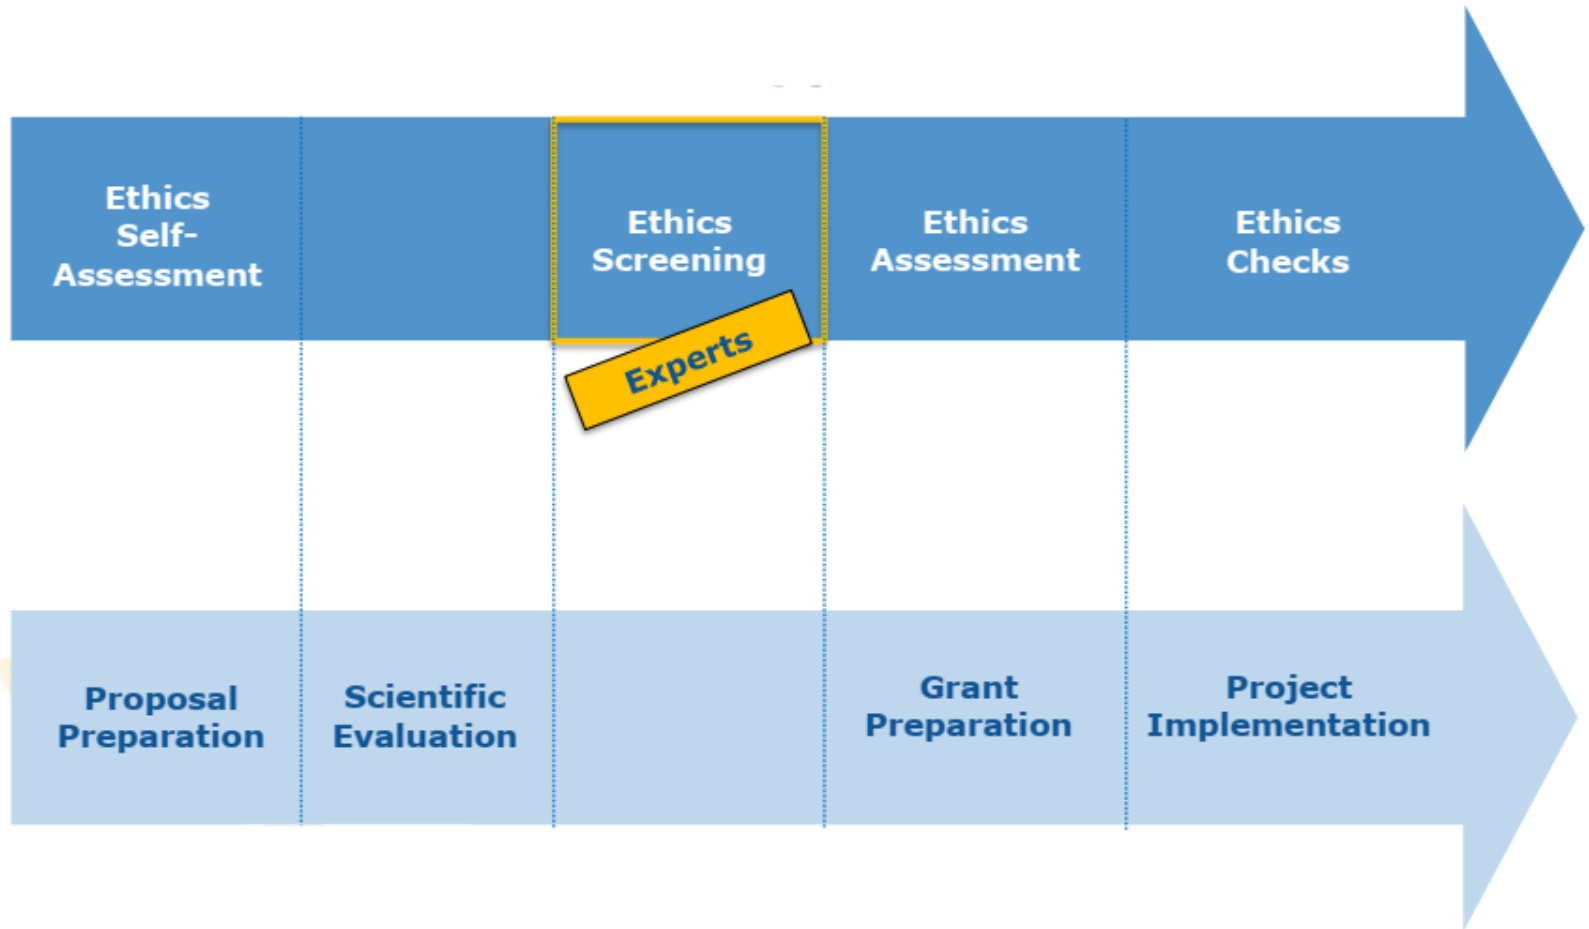 Ethics
Self-
Assessment
Ethics
Screening
Experts
Ethics
Assessment
Ethics
Checks
Proposal
Preparation
Scientific
Evaluation
Grant
Preparation
Project
Implementation